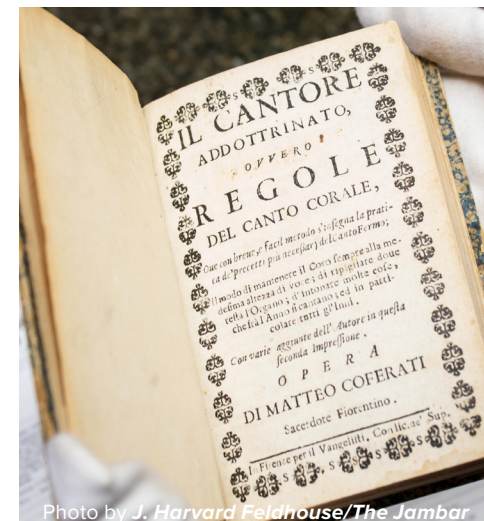 IL CANTORE
ADDOTTRINATO,
OVVERO
REGOLE
DEL CANTO CORALE,
Oue con breue, e facil metodo s'insegna la prati-
ca de' precetti più necessarj del Canto Fermo;
Il modo di mantenere il Coro sempre alla me-
desima altezza di voce; di ripigliare doue
resta l'Organo; d'intonare molte cose,
che frà l'Anno si cantano; ed in parti-
colare tutti gl'Inni.
Con varie aggiunte dell'Autore in questa
seconda Impressione.
OPERA
DI MATTEO COFERATI
Sacerdote Fiorentino.
In Firenze per il Vangelisti. Con lic. de' Sup.
Photo by J. Harvard Feldhouse/The Jambar